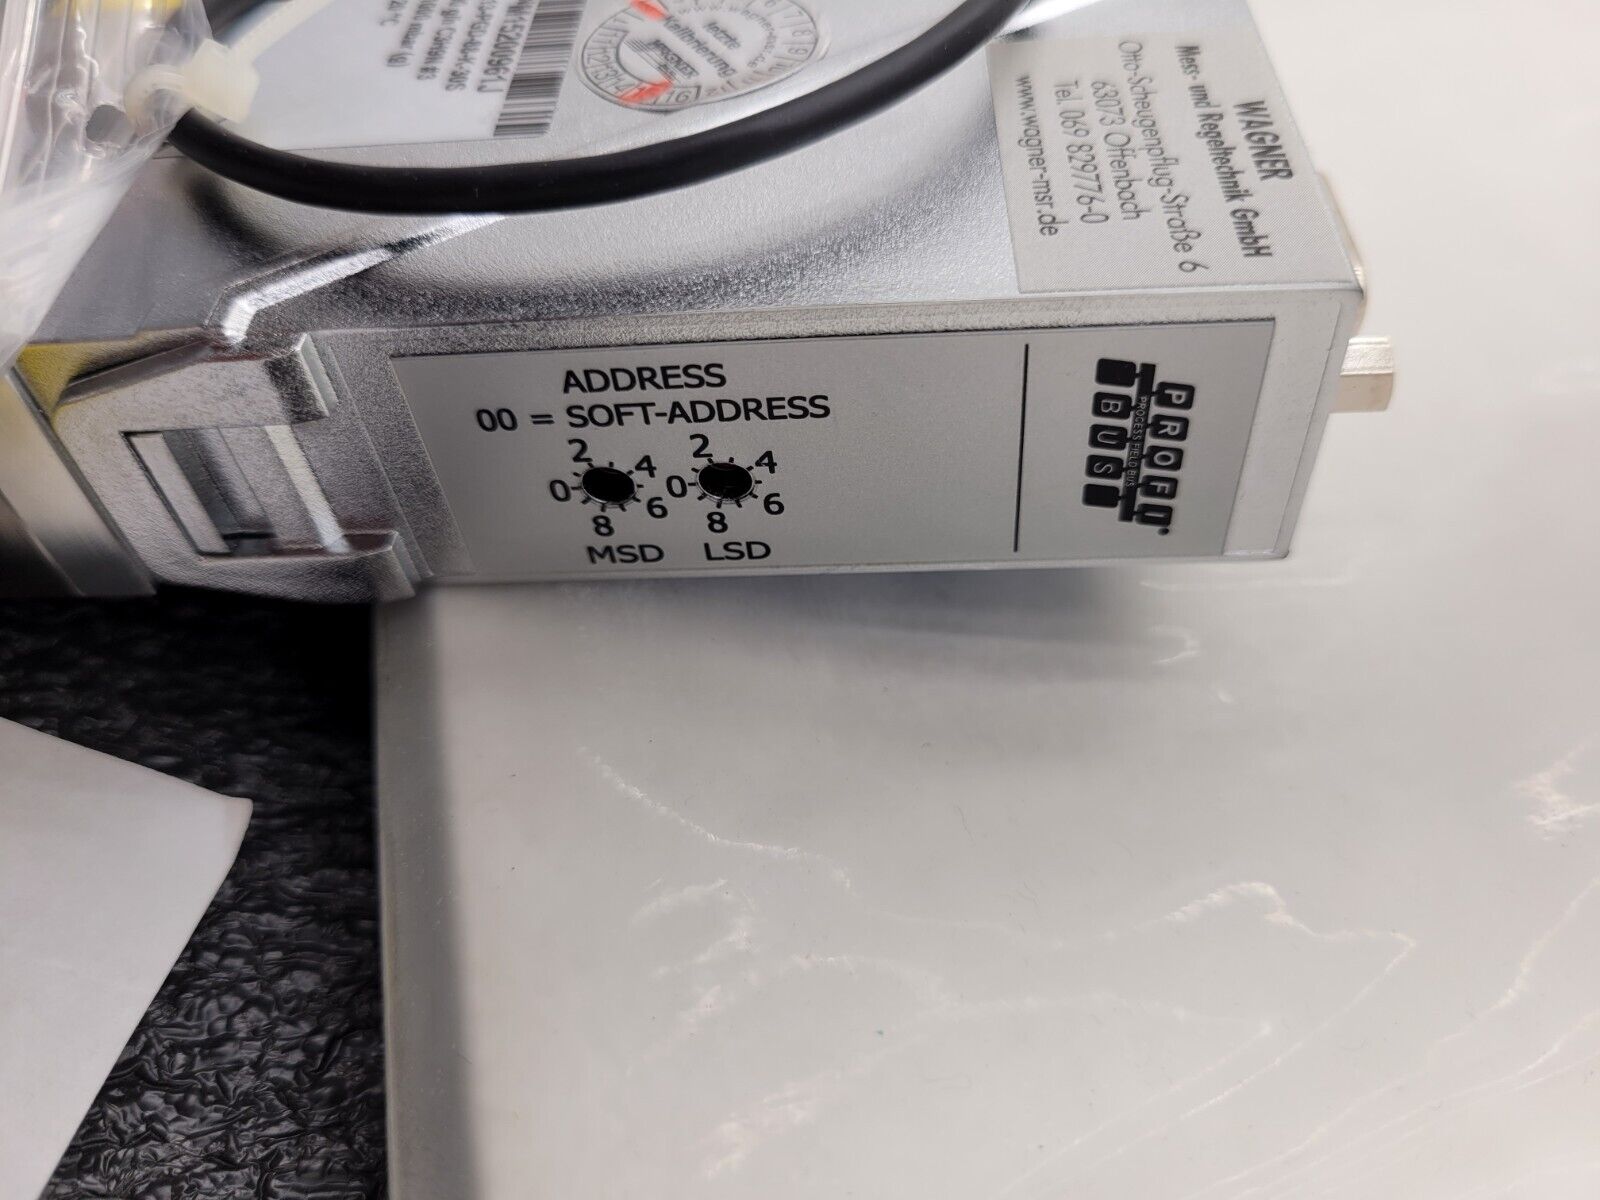 WAGNER
Mess- und Regeltechnik GmbH
Otto-Scheugenpflug-Straße 6
63073 Offenbach
Tel. 069 829776-0
www.wagner-msr.de
letzte
Kalibrierung
ADDRESS
00 = SOFT-ADDRESS
2 4
0 6
8
MSD
2 4
0 6
8
LSD
PROFI
PROCESS FIELD BUS
BUS